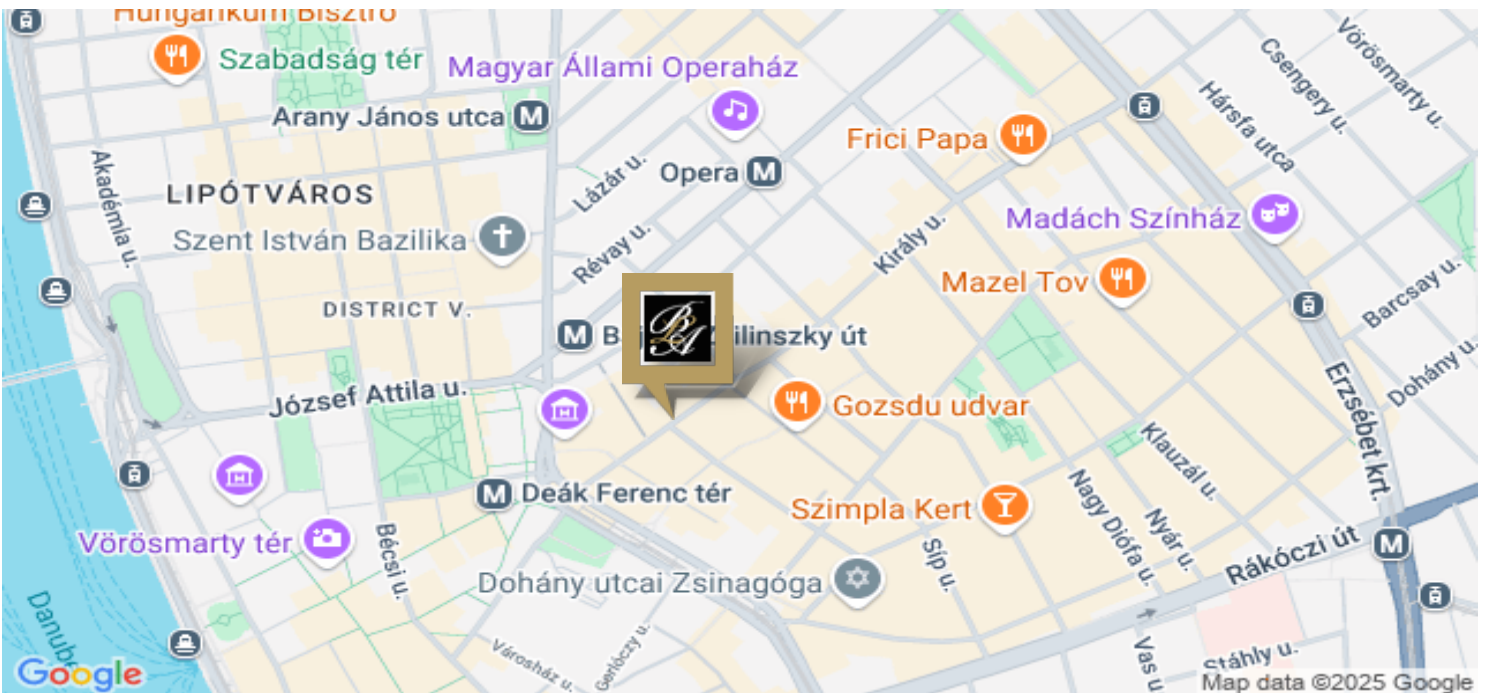 Hungarikum Bisztró
Szabadság tér
Magyar Állami Operaház
Vörösmarty u.
Csengery u.
Hársfa utca
Arany János utca M
Frici Papa
Akadémia u.
Lázár u.
Opera M
LIPÓTVÁROS
Madách Színház
Szent István Bazilika
Révay u.
Király u.
Mazel Tov
Barcsay u.
DISTRICT V.
M B
ilinszky út
BA
Dohány u.
József Attila u.
Gozsdu udvar
Erzsébet krt.
Klauzál u.
M Deák Ferenc tér
Szimpla Kert
Nagy Diófa u.
Nyár u.
Vörösmarty tér
Bécsi u.
Síp u.
Rákóczi út
M
Dohány utcai Zsinagóga
Danube
Városház u.
Gerlóczy u.
Vas u
Stáhly u.
Google
Map data ©2025 Google